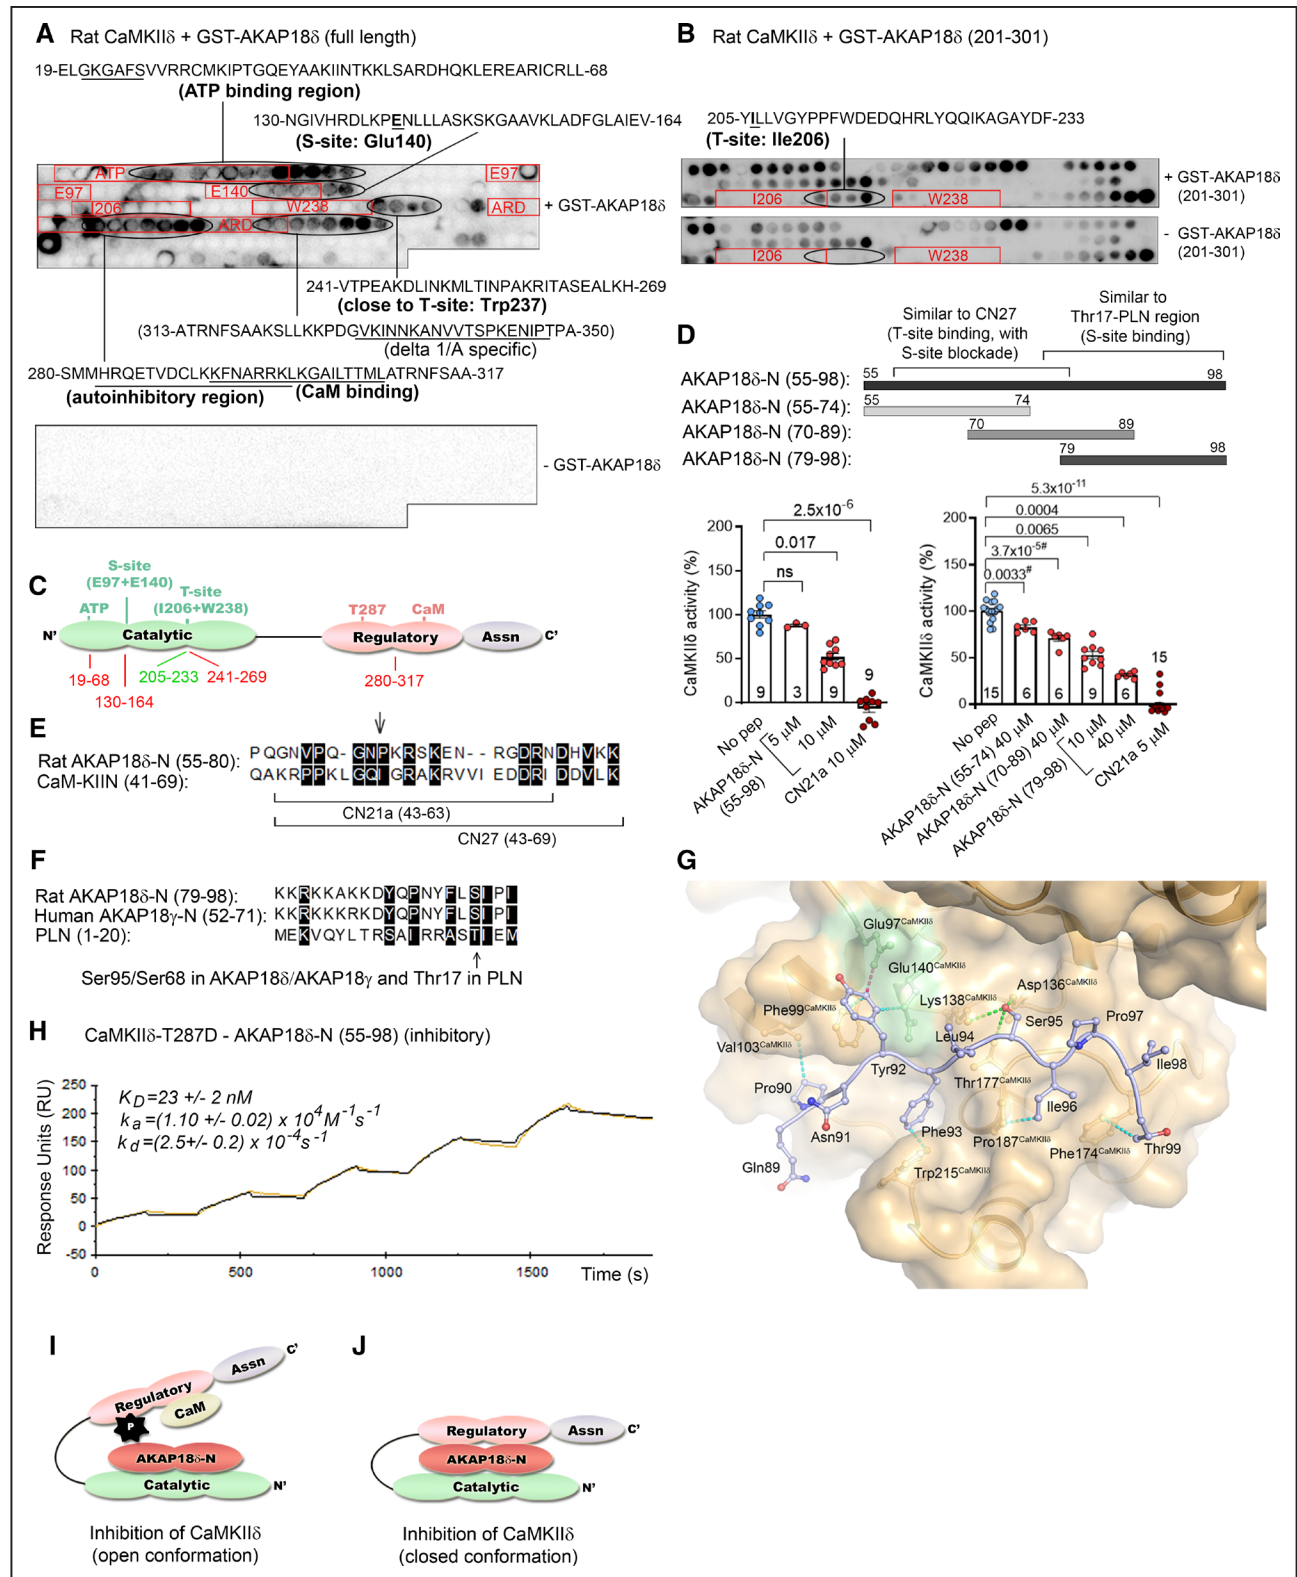 A Rat CaMKIIδ + GST-AKAP18δ (full length)
19-ELGKGAFSVVRRCMKIPTGQEYAAKIINTKKLSARDHQKLEREARICRLL-68
(ATP binding region)
130-NGIVHRDLKPENLLLASKSKGAAVKLADFGLAIEV-164
(S-site: Glu140)
ATP E97
E97 E140
206 W238 ARD
ARD
+ GST-AKAP18δ
241-VTPEAKDLINKMLTINPAKRITASEALKH-269
(close to T-site: Trp237)
(313-ATRNFSAAKSLLKKPDGVKINNKANVVTSPKENIPTPA-350)
(delta 1/A specific)
280-SMMHRQETVDCLKKFNARRKLKGAILTTMLATRNFSAA-317
(autoinhibitory region) (CaM binding)
- GST-AKAP18δ
B Rat CaMKIIδ + GST-AKAP18δ (201-301)
205-YILLVGYPPFWDEDQHRLYQQIKAGAYDF-233
(T-site: Ile206)
I206 W238
+ GST-AKAP18δ
(201-301)
I206 W238
- GST-AKAP18δ
(201-301)
C
S-site
(E97+E140)
T-site
(I206+W238)
ATP
T287 CaM
N' Catalytic Regulatory Assn C'
19-68
130-164
205-233
241-269
280-317
D
Similar to CN27
(T-site binding, with
S-site blockade)
Similar to
Thr17-PLN region
(S-site binding)
AKAP18δ-N (55-98): 55 98
AKAP18δ-N (55-74): 55 74
AKAP18δ-N (70-89): 70 89
AKAP18δ-N (79-98): 79 98
CaMKIIδ activity (%)
200
150
100
50
0
2.5x10-6
0.017
ns
9 3 9 9
No pep
5 μM
10 μM
AKAP18δ-N
(55-98)
CN21a 10 μM
CaMKIIδ activity (%)
200
150
100
50
0
5.3x10-11
0.0004
0.0065
3.7x10-5#
0.0033#
15 6 6 9 6 15
No pep
AKAP18δ-N (55-74) 40 μM
AKAP18δ-N (70-89) 40 μM
10 μM
40 μM
AKAP18δ-N (79-98)
CN21a 5 μM
E
Rat AKAP18δ-N (55-80): PQGNVPQ-GNPKRSKEN--RGDRNDHVKK
CaM-KIIN (41-69): QAKRPPKLGQIGRAKRVVIEDDRIDDVLK
CN21a (43-63)
CN27 (43-69)
F
Rat AKAP18δ-N (79-98): KKRKKAKKDYQPNYFLSIPI
Human AKAP18γ-N (52-71): KKRKKKRKDYQPNYFLSIPI
PLN (1-20): MEKVQYLTRSAIRRASTIEM
Ser95/Ser68 in AKAP18δ/AKAP18γ and Thr17 in PLN
G
Glu97CaMKIIδ
Glu140CaMKIIδ
Phe99CaMKIIδ
Lys138CaMKIIδ
Asp136CaMKIIδ
Val103CaMKIIδ
Leu94
Ser95
Pro97
Pro90
Tyr92
Thr177CaMKIIδ
Ile98
Asn91
Phe93
Ile96
Pro187CaMKIIδ
Phe174CaMKIIδ
Thr99
Gln89
Trp215CaMKIIδ
H CaMKIIδ-T287D - AKAP18δ-N (55-98) (inhibitory)
Response Units (RU)
250
200
150
100
50
0
-50
KD=23 +/- 2 nM
ka=(1.10 +/- 0.02) x 104M-1s-1
kd=(2.5+/- 0.2) x 10-4s-1
0 500 1000 1500 Time (s)
I
Regulatory Assn C'
CaM
P
AKAP18δ-N
Catalytic N'
Inhibition of CaMKIIδ
(open conformation)
J
Regulatory Assn C'
AKAP18δ-N
Catalytic N'
Inhibition of CaMKIIδ
(closed conformation)